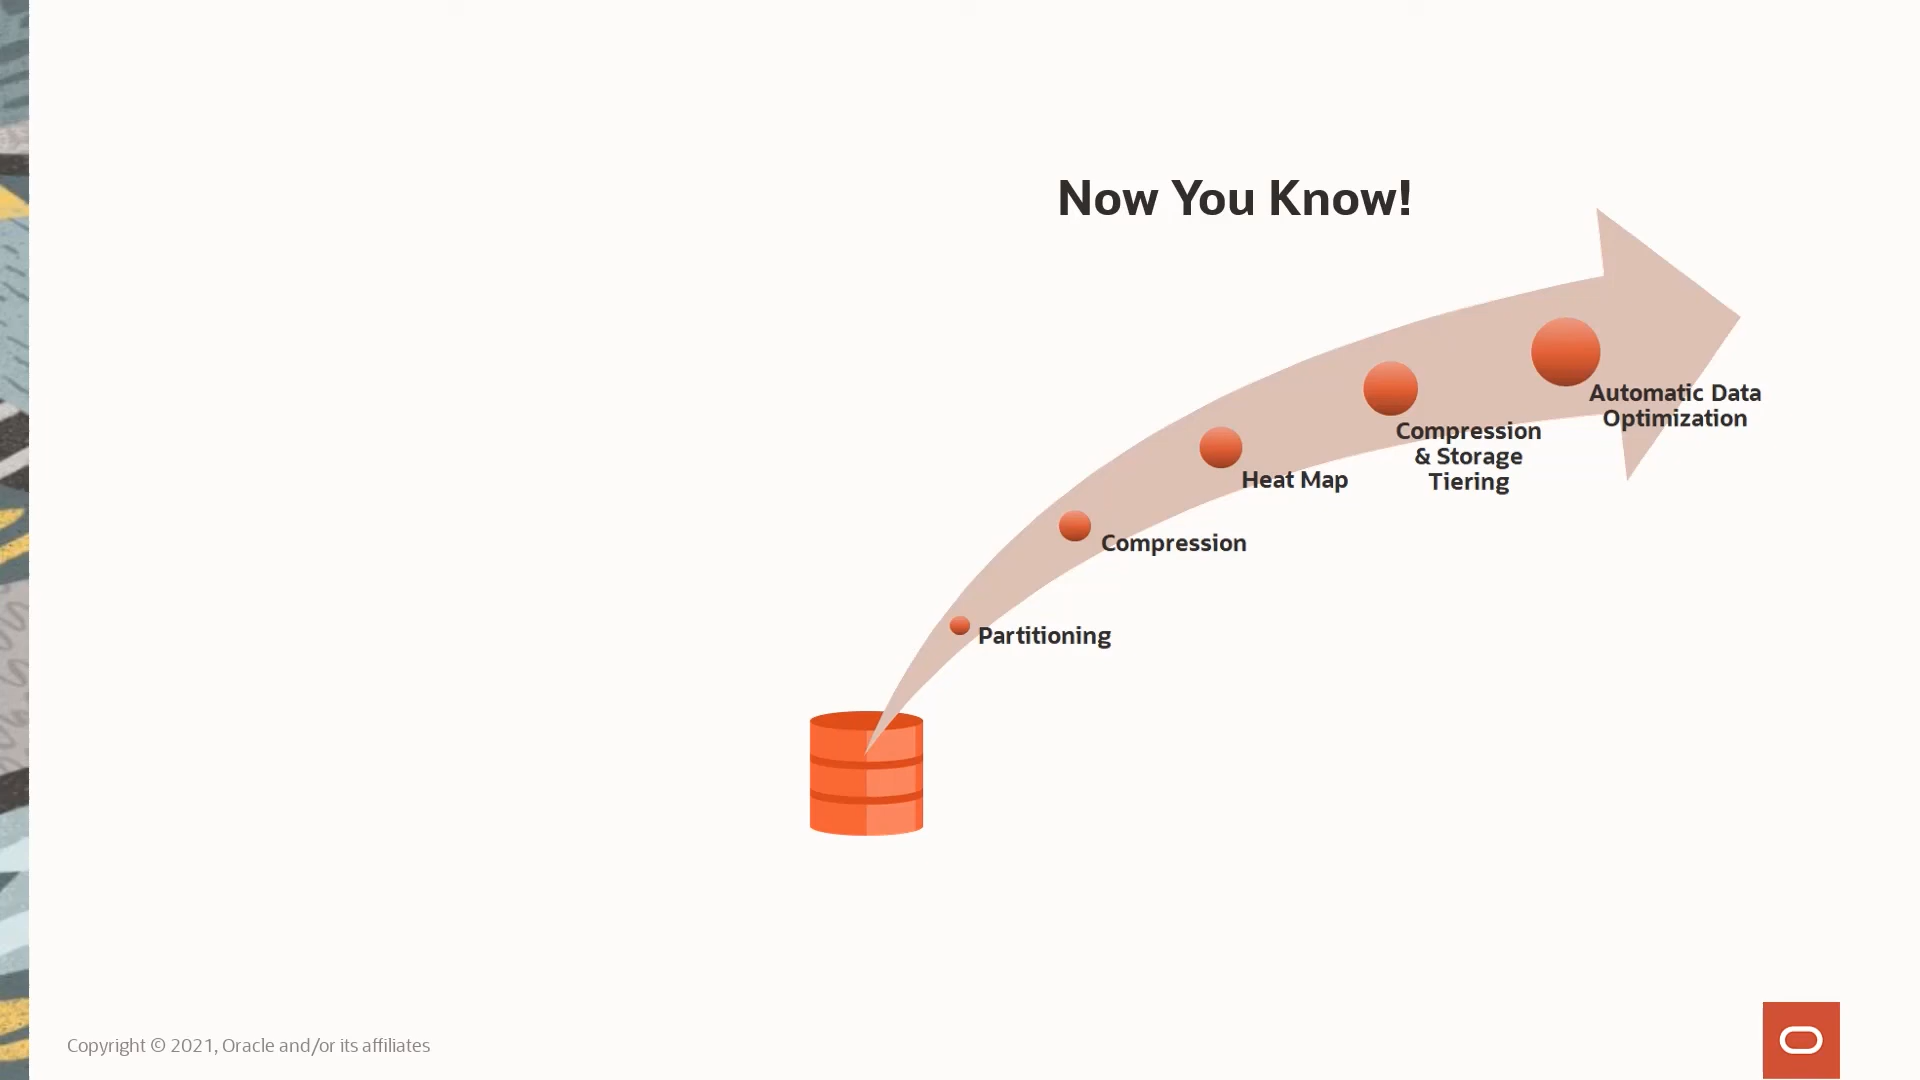 Now You Know!
Automatic Data
Optimization
Compression
& Storage
Tiering
Heat Map
Compression
Partitioning
Copyright © 2021, Oracle and/or its affiliates